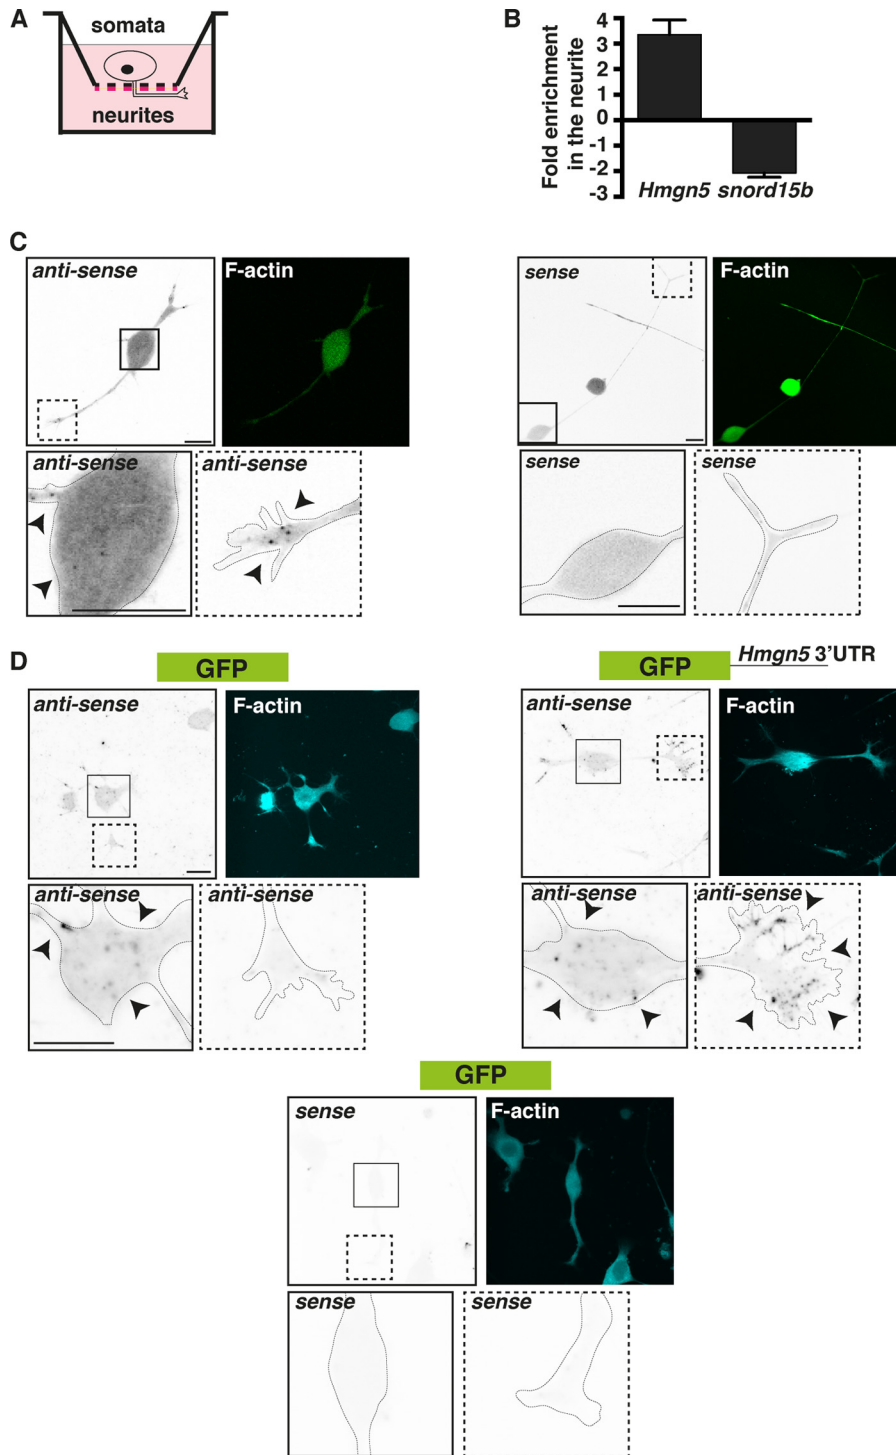 A
somata
neurites
B
Fold enrichment
in the neurite
4
3
2
1
0
-1
-2
-3
Hmgn5 snord15b
C
anti-sense
F-actin
sense
F-actin
anti-sense
anti-sense
sense
sense
D
GFP
GFP
Hmgn5 3’UTR
anti-sense
F-actin
anti-sense
F-actin
anti-sense
anti-sense
anti-sense
anti-sense
GFP
sense
F-actin
sense
sense